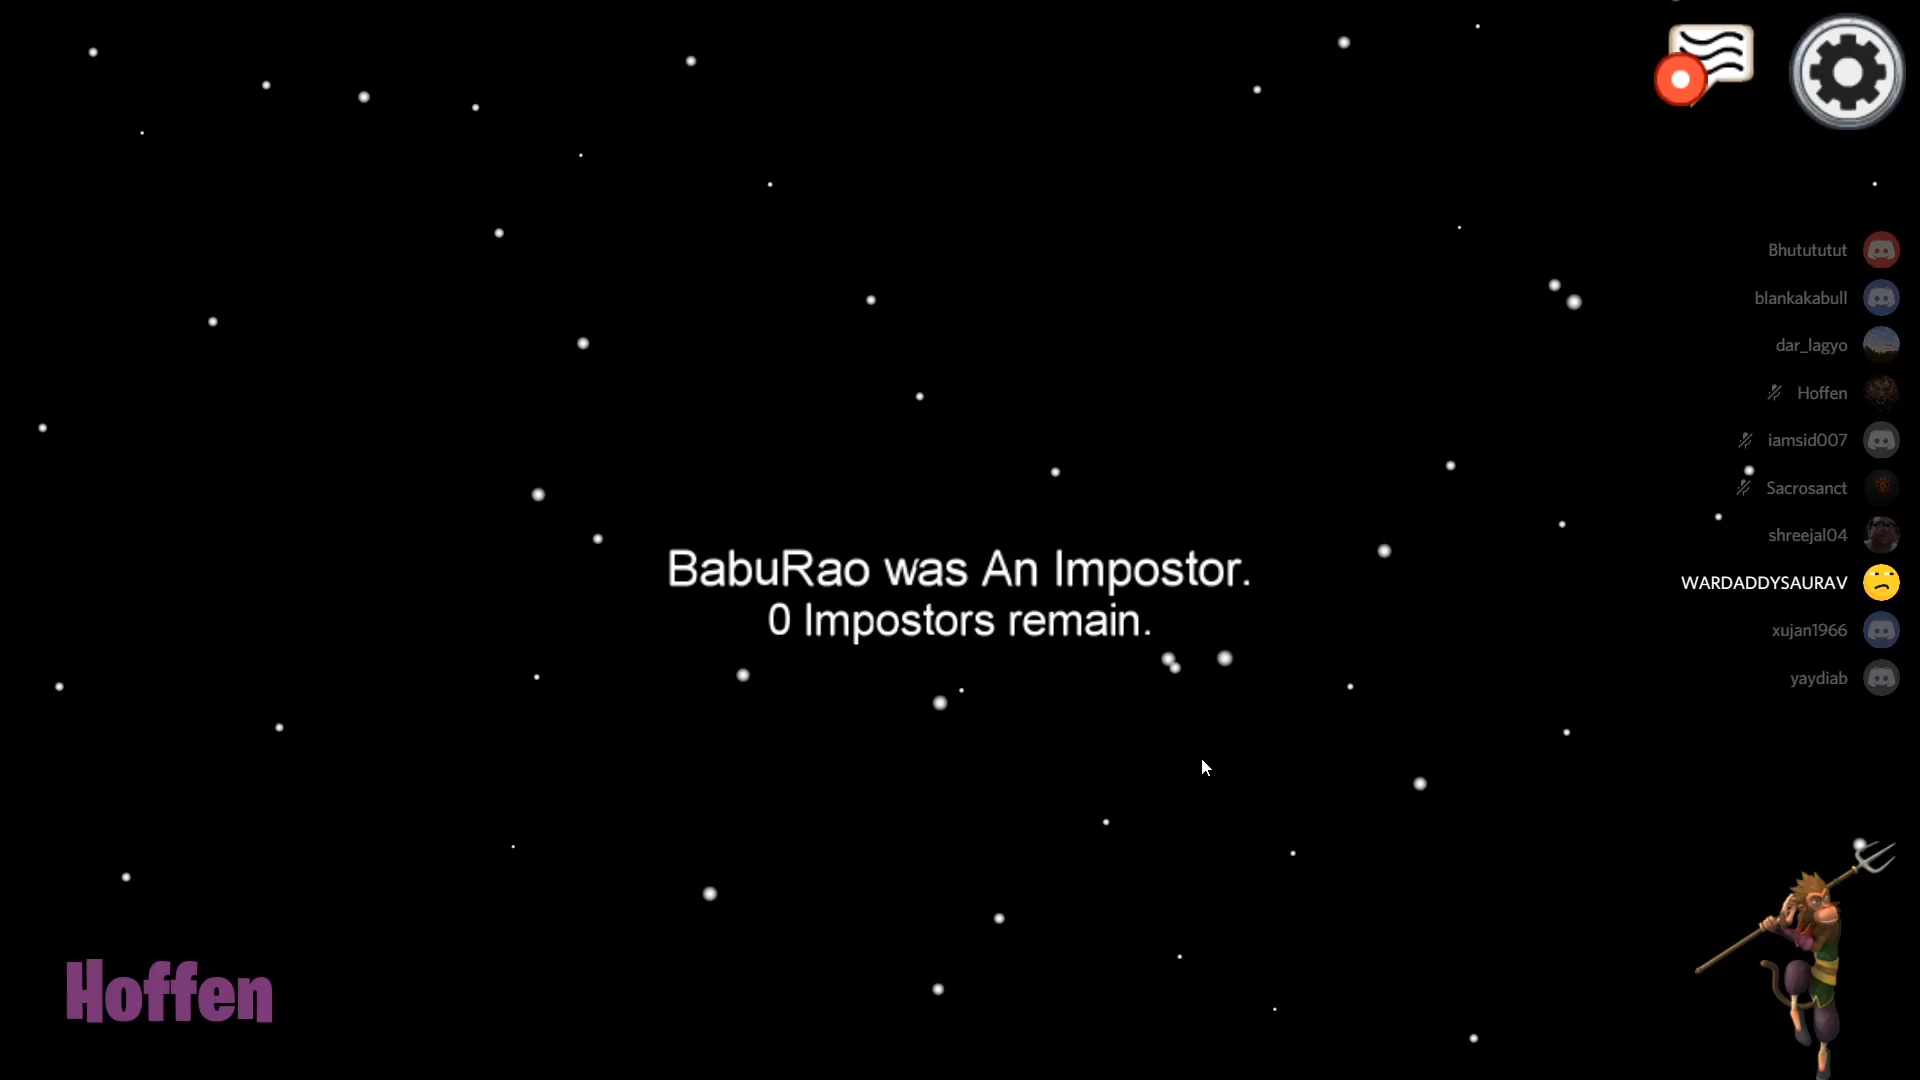 Bhutututut
blankakabull
dar_lagyo
Hoffen
iamsid007
Sacrosanct
shreejal04
BabuRao was An Impostor.
0 Impostors remain.
WARDADDYSAURAV
xujan1966
yaydiab
Hoffen